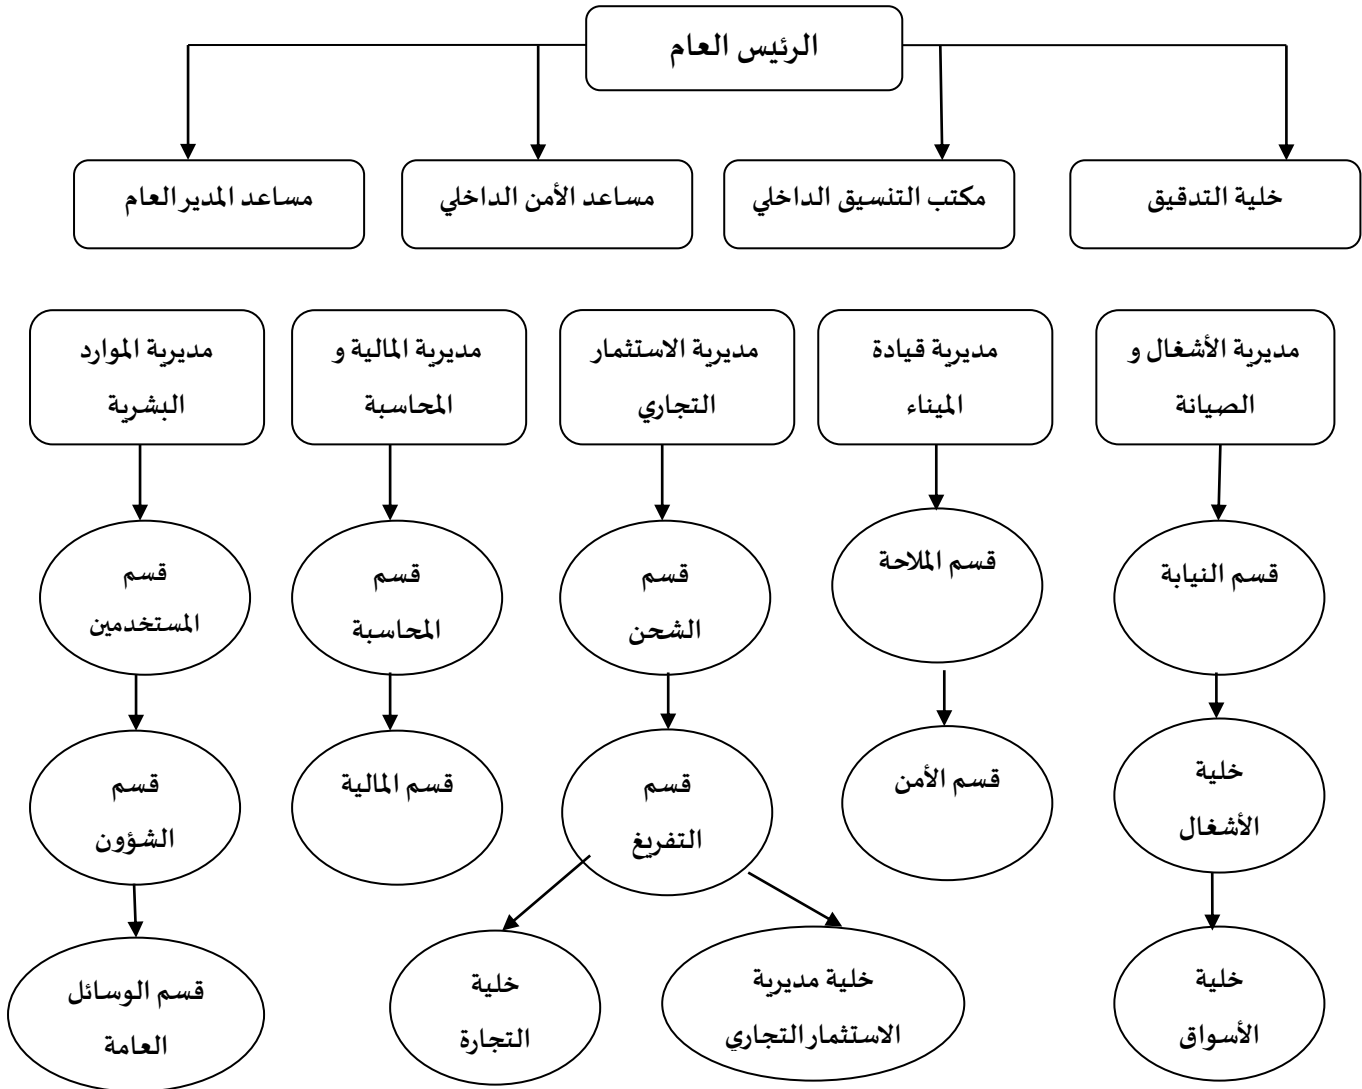 الرئيس العام
خلية التدقيق
مكتب التنسيق الداخلي
مساعد الأمن الداخلي
مساعد المدير العام
مديرية الأشغال و
الصيانة
مديرية قيادة
الميناء
مديرية الاستثمار
التجاري
مديرية المالية و
المحاسبة
مديرية الموارد
البشرية
قسم النيابة
قسم الملاحة
قسم
الشحن
قسم
المحاسبة
قسم
المستخدمين
خلية
الأشغال
قسم الأمن
قسم
التفريغ
قسم المالية
قسم
الشؤون
خلية
الأسواق
خلية مديرية
الاستثمار التجاري
خلية
التجارة
قسم الوسائل
العامة